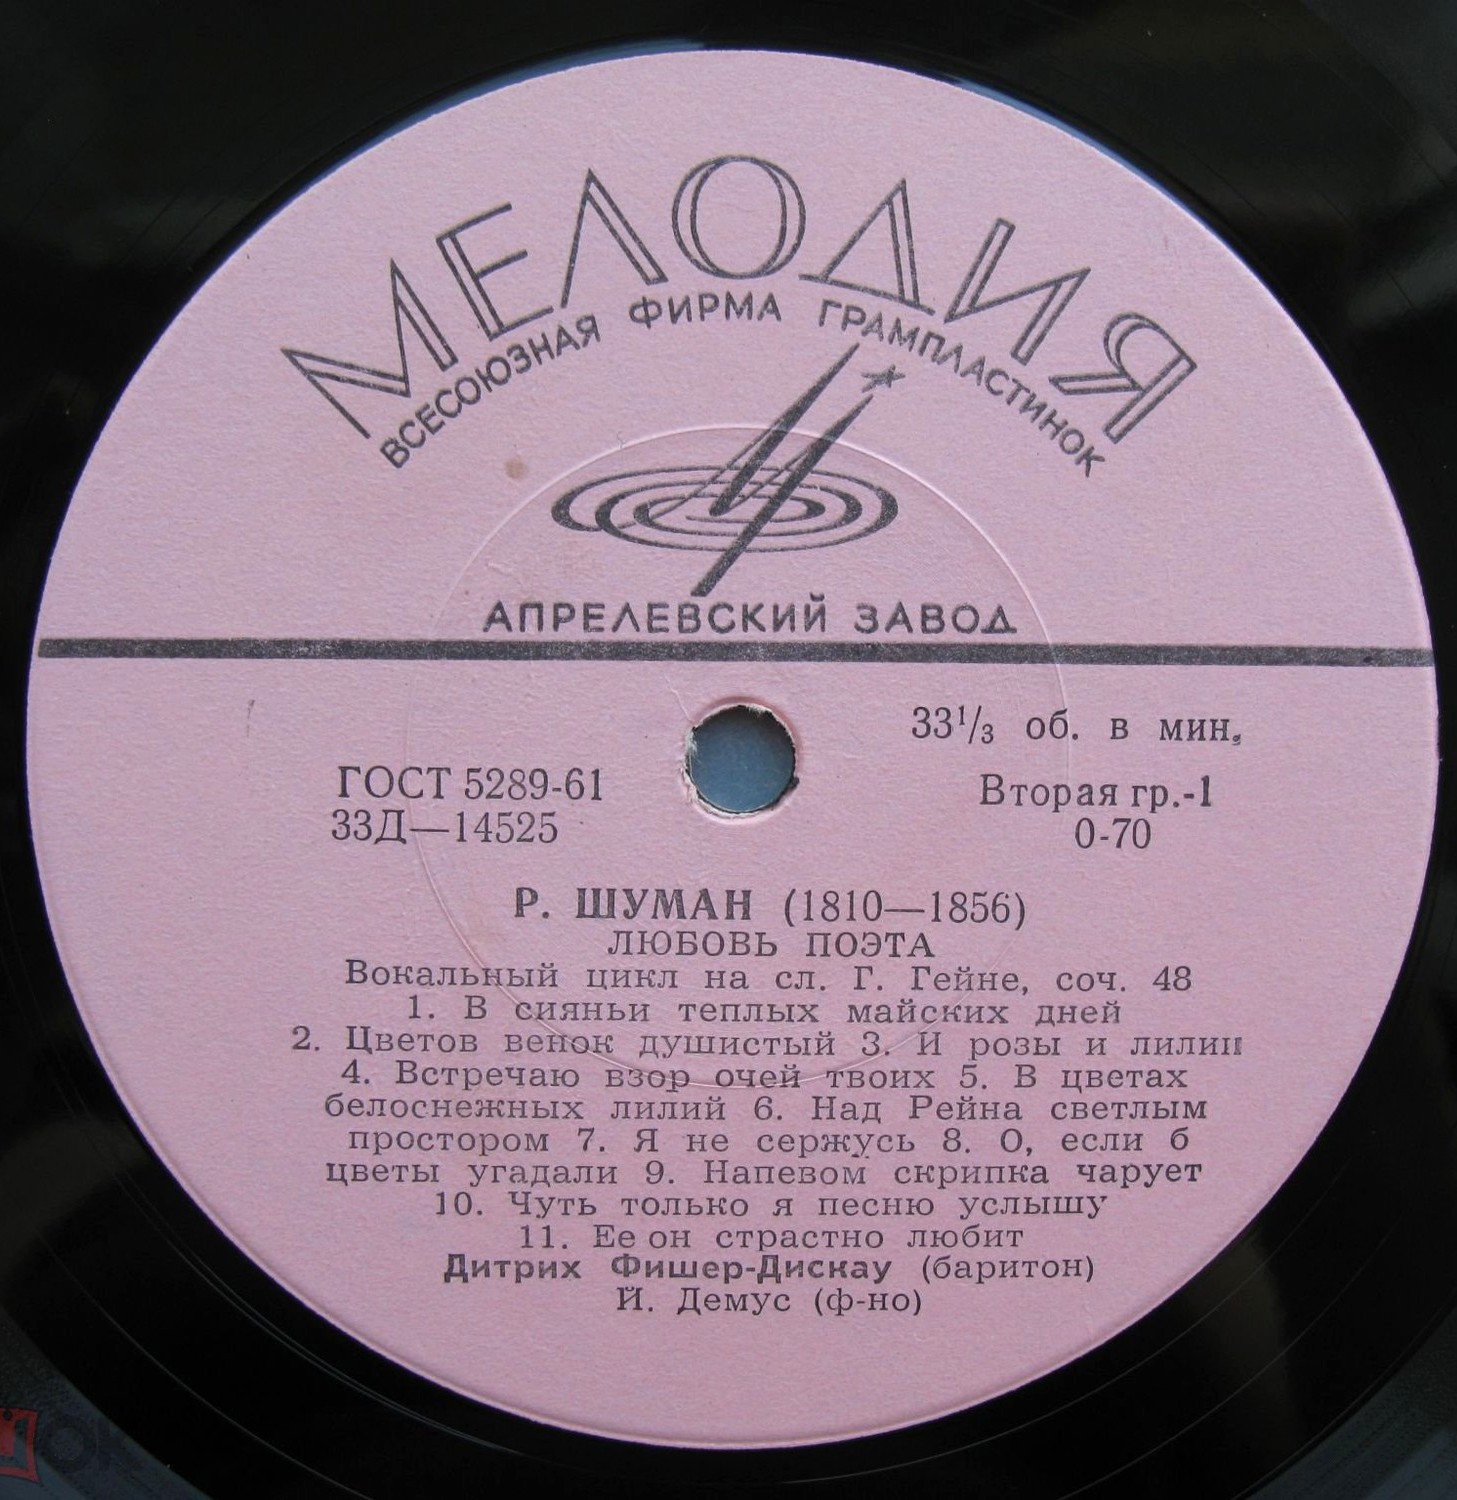 МЕЛОДИЯ
ВСЕСОЮЗНАЯ ФИРМА ГРАМПЛАСТИНОК
АПРЕЛЕВСКИЙ ЗАВОД
33 1/3 об. в мин.
ГОСТ 5289-61
Вторая гр.-1
33Д—14525
0-70
Р. ШУМАН (1810—1856)
ЛЮБОВЬ ПОЭТА
Вокальный цикл на сл. Г. Гейне, соч. 48
1. В сияньи теплых майских дней
2. Цветов венок душистый 3. И розы и лилии
4. Встречаю взор очей твоих 5. В цветах
белоснежных лилий 6. Над Рейна светлым
простором 7. Я не сержусь 8. О, если б
цветы угадали 9. Напевом скрипка чарует
10. Чуть только я песню услышу
11. Ее он страстно любит
Дитрих Фишер-Дискау (баритон)
Й. Демус (ф-но)